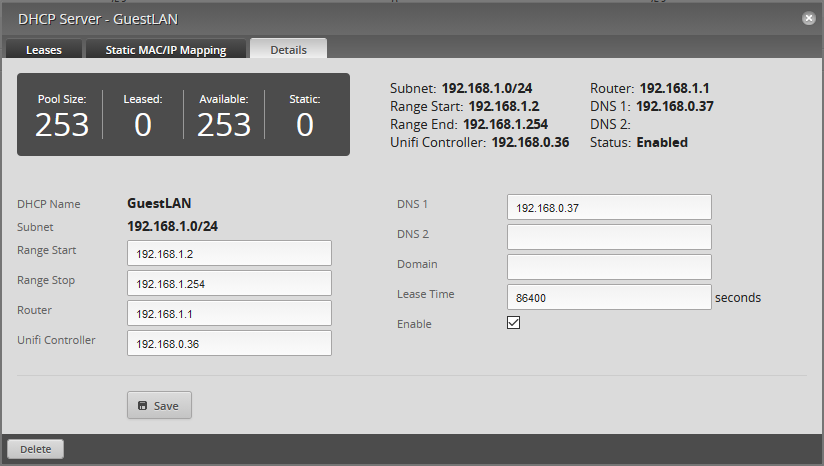 DHCP Server - GuestLAN
Leases Static MAC/IP Mapping Details
Pool Size: Leased: Available: Static:
253 0 253 0
Subnet: 192.168.1.0/24 Router: 192.168.1.1
Range Start: 192.168.1.2 DNS 1: 192.168.0.37
Range End: 192.168.1.254 DNS 2:
Unifi Controller: 192.168.0.36 Status: Enabled
DHCP Name GuestLAN
Subnet 192.168.1.0/24
Range Start 192.168.1.2
Range Stop 192.168.1.254
Router 192.168.1.1
Unifi Controller 192.168.0.36
DNS 1 192.168.0.37
DNS 2
Domain
Lease Time 86400 seconds
Enable
Save
Delete